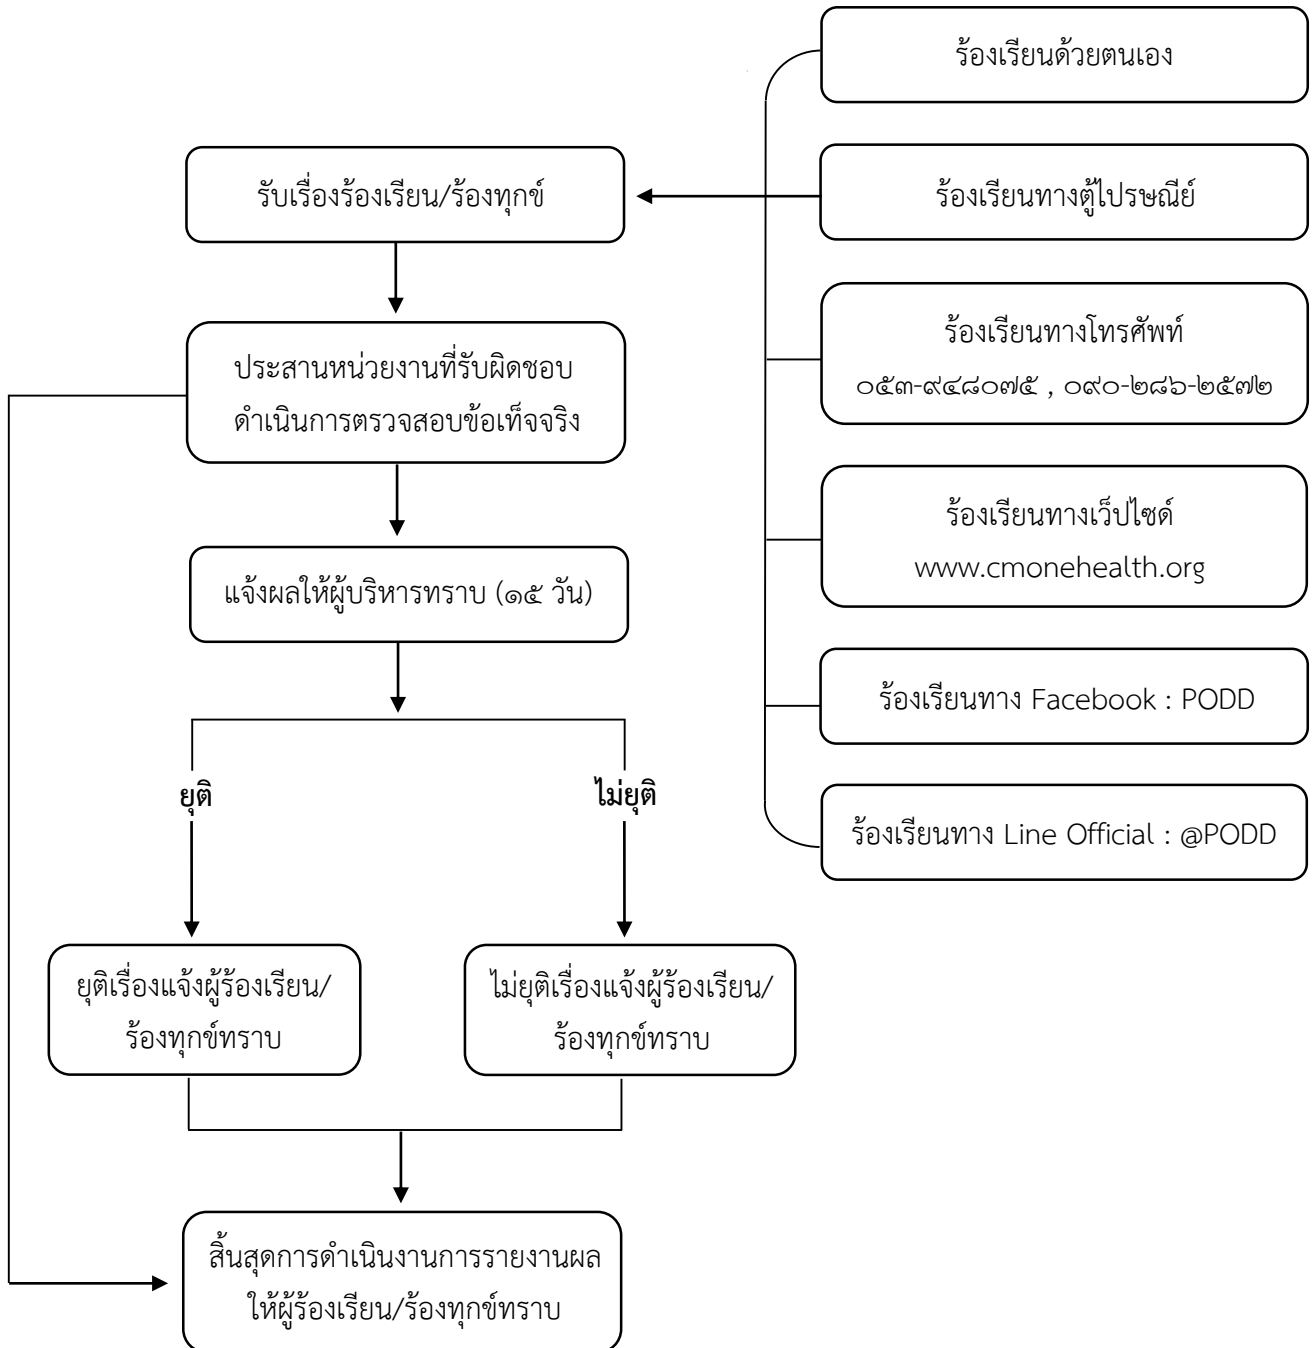 ร้องเรียนด้วยตนเอง
รับเรื่องร้องเรียน/ร้องทุกข์
ร้องเรียนทางตู้ไปรษณีย์
ร้องเรียนทางโทรศัพท์
๐๕๓-๙๔๘๐๗๕ , ๐๙๐-๒๘๖-๒๕๗๒
ประสานหน่วยงานที่รับผิดชอบ
ดำเนินการตรวจสอบข้อเท็จจริง
ร้องเรียนทางเว็ปไซด์
www.cmonehealth.org
แจ้งผลให้ผู้บริหารทราบ (๑๕ วัน)
ร้องเรียนทาง Facebook : PODD
ยุติ
ไม่ยุติ
ร้องเรียนทาง Line Official : @PODD
ยุติเรื่องแจ้งผู้ร้องเรียน/
ร้องทุกข์ทราบ
ไม่ยุติเรื่องแจ้งผู้ร้องเรียน/
ร้องทุกข์ทราบ
สิ้นสุดการดำเนินงานการรายงานผล
ให้ผู้ร้องเรียน/ร้องทุกข์ทราบ